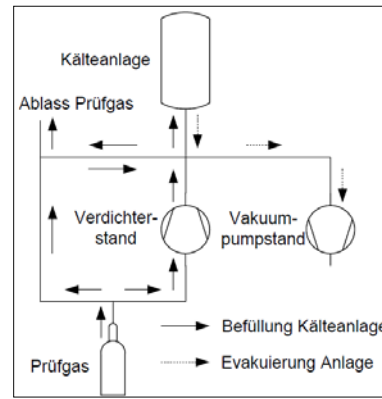 Kälteanlage
Ablass Prüfgas
Verdichter-
stand
Vakuum-
pumpstand
Befüllung Kälteanlage
Evakuierung Anlage
Prüfgas